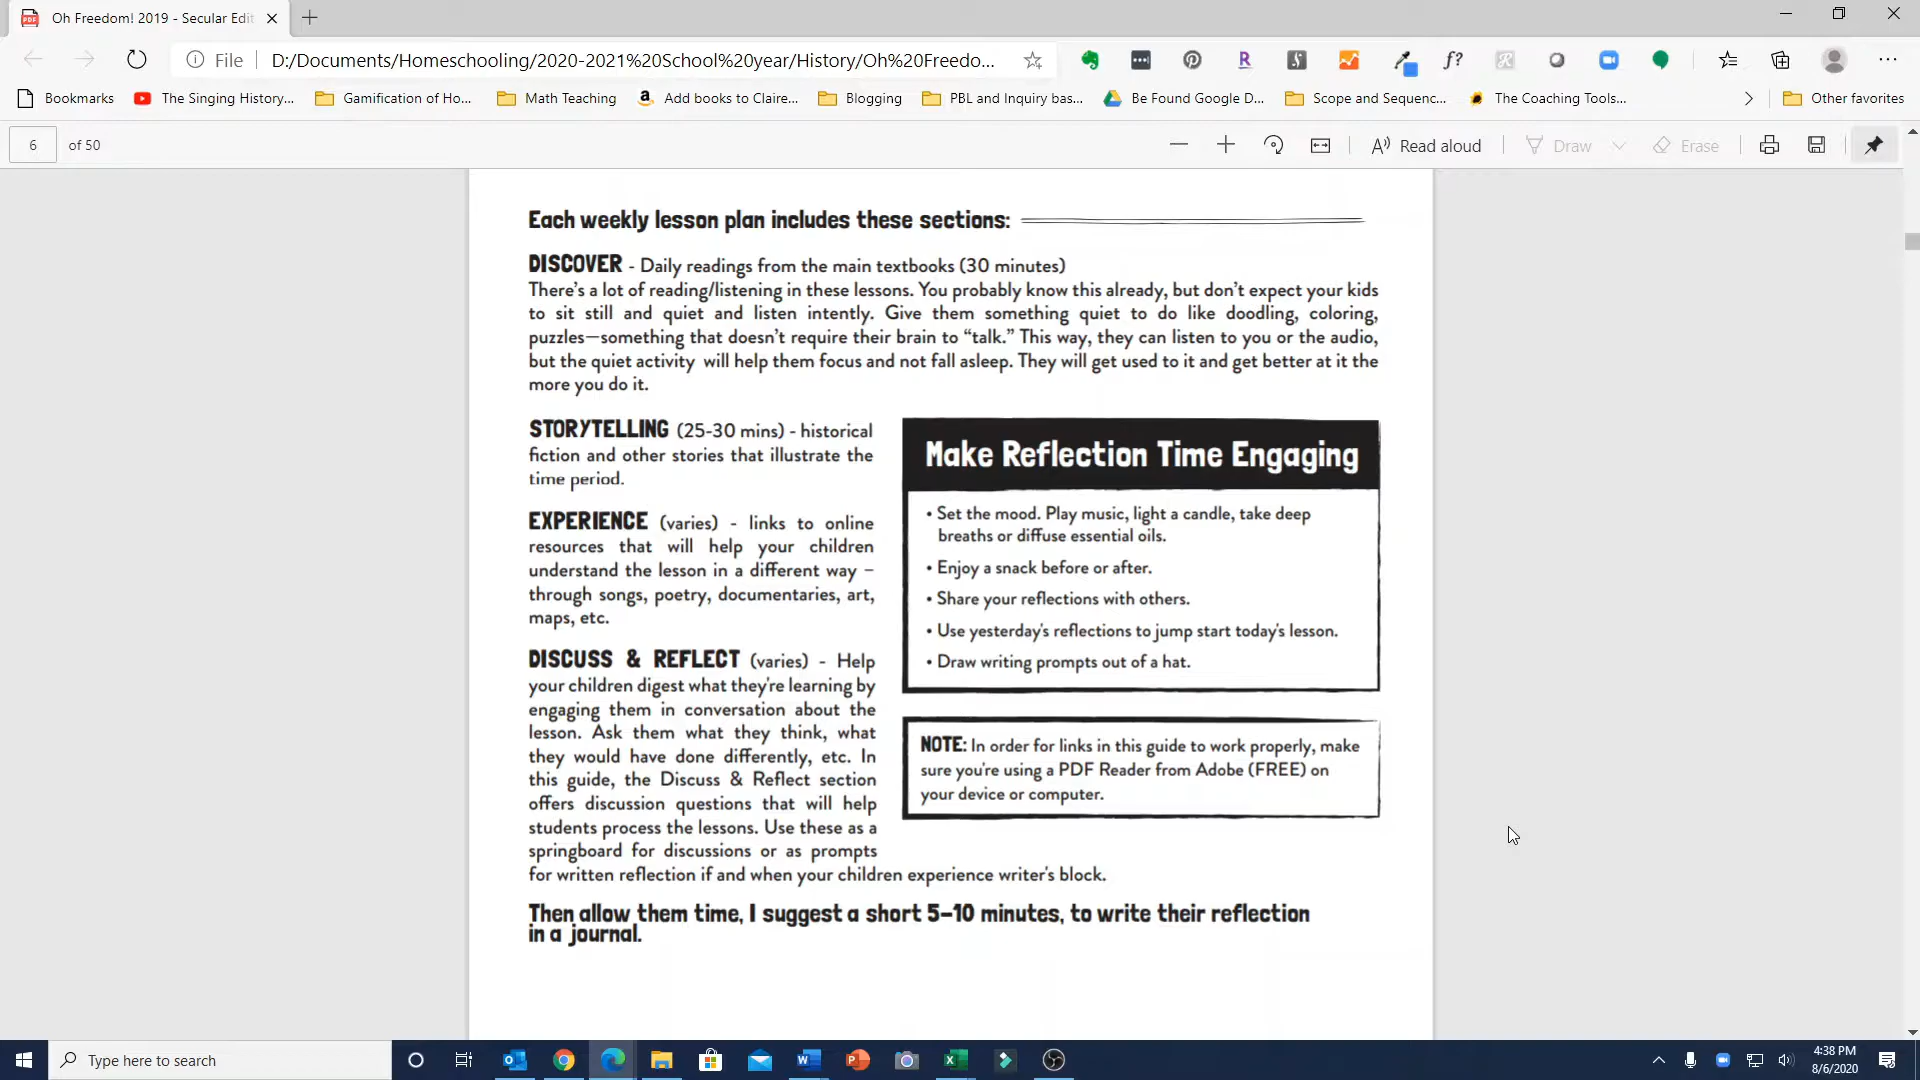 Oh Freedom! 2019 - Secular Edit
File
D:/Documents/Homeschooling/2020-2021%20School%20year/History/Oh%20Freedo...
Bookmarks
The Singing History...
Gamification of Ho...
Math Teaching
Add books to Claire...
Blogging
PBL and Inquiry bas...
Be Found Google D...
Scope and Sequenc...
The Coaching Tools...
Other favorites
6 of 50
Read aloud
Draw
Erase
Each weekly lesson plan includes these sections:
DISCOVER - Daily readings from the main textbooks (30 minutes)
There's a lot of reading/listening in these lessons. You probably know this already, but don't expect your kids
to sit still and quiet and listen intently. Give them something quiet to do like doodling, coloring,
puzzles—something that doesn't require their brain to “talk.” This way, they can listen to you or the audio,
but the quiet activity will help them focus and not fall asleep. They will get used to it and get better at it the
more you do it.
STORYTELLING (25-30 mins) - historical
fiction and other stories that illustrate the
time period.
EXPERIENCE (varies) - links to online
resources that will help your children
understand the lesson in a different way –
through songs, poetry, documentaries, art,
maps, etc.
DISCUSS & REFLECT (varies) - Help
your children digest what they're learning by
engaging them in conversation about the
lesson. Ask them what they think, what
they would have done differently, etc. In
this guide, the Discuss & Reflect section
offers discussion questions that will help
students process the lessons. Use these as a
springboard for discussions or as prompts
for written reflection if and when your children experience writer's block.
Make Reflection Time Engaging
• Set the mood. Play music, light a candle, take deep
breaths or diffuse essential oils.
• Enjoy a snack before or after.
• Share your reflections with others.
• Use yesterday's reflections to jump start today's lesson.
• Draw writing prompts out of a hat.
NOTE: In order for links in this guide to work properly, make
sure you're using a PDF Reader from Adobe (FREE) on
your device or computer.
Then allow them time, I suggest a short 5–10 minutes, to write their reflection
in a journal.
Type here to search
4:38 PM
8/6/2020